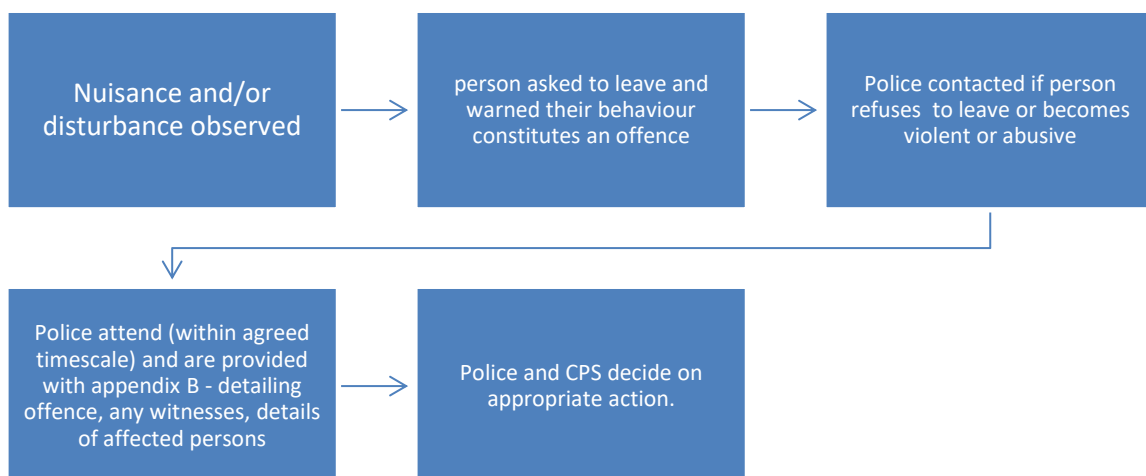 Nuisance and/or
disturbance observed
person asked to leave and
warned their behaviour
constitutes an offence
Police contacted if person
refuses  to leave or becomes
violent or abusive
Police attend (within agreed
timescale) and are provided
with appendix B - detailing
offence, any witnesses, details
of affected persons
Police and CPS decide on
appropriate action.